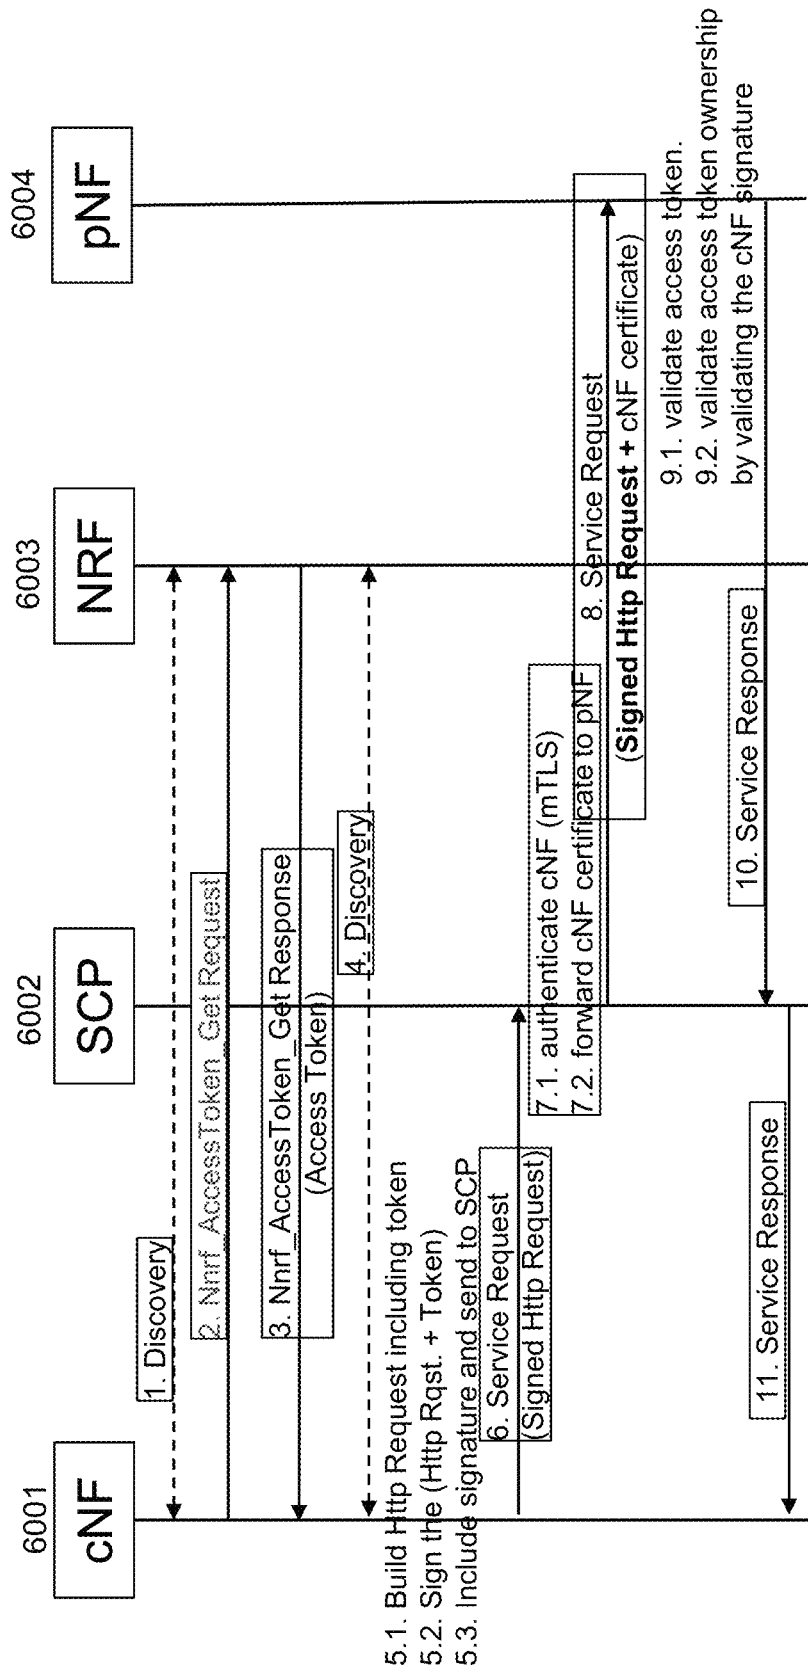 6001
cNF
6002
SCP
6003
NRF
6004
pNF
1. Discovery
2. Nnrf_AccessToken_Get Request
3. Nnrf_AccessToken_Get Response
(Access Token)
4. Discovery
5.1. Build Http Request including token
5.2. Sign the (Http Rqst. + Token)
5.3. Include signature and send to SCP
6. Service Request
(Signed Http Request)
7.1. authenticate cNF (mTLS)
7.2. forward cNF certificate to pNF
8. Service Request
(Signed Http Request + cNF certificate)
9.1. validate access token.
9.2. validate access token ownership
by validating the cNF signature
10. Service Response
11. Service Response